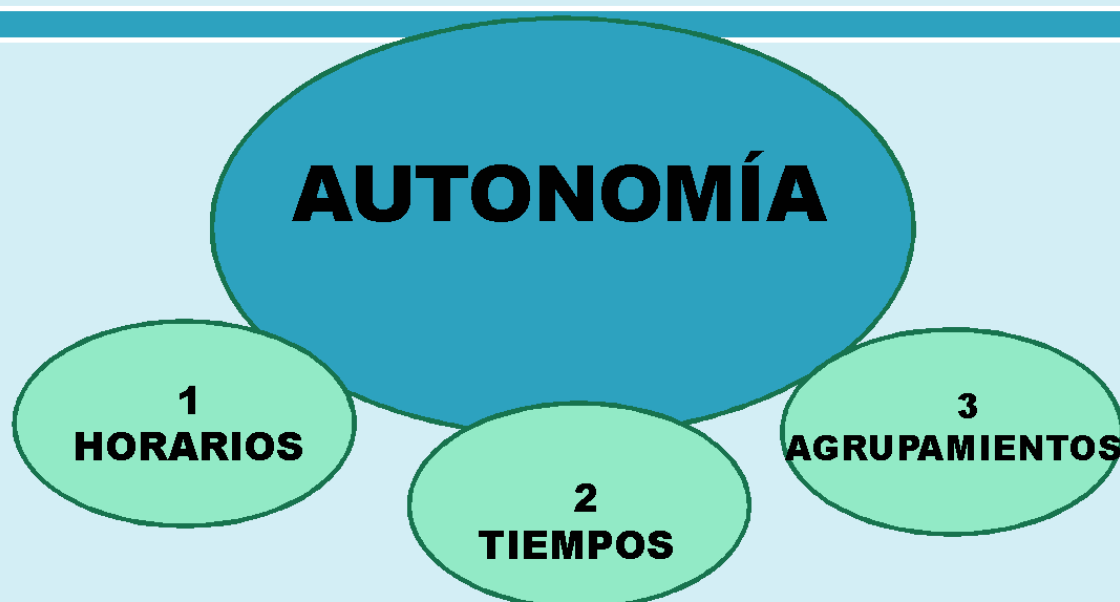 AUTONOMÍA
1
HORARIOS
2
TIEMPOS
3
AGRUPAMIENTOS